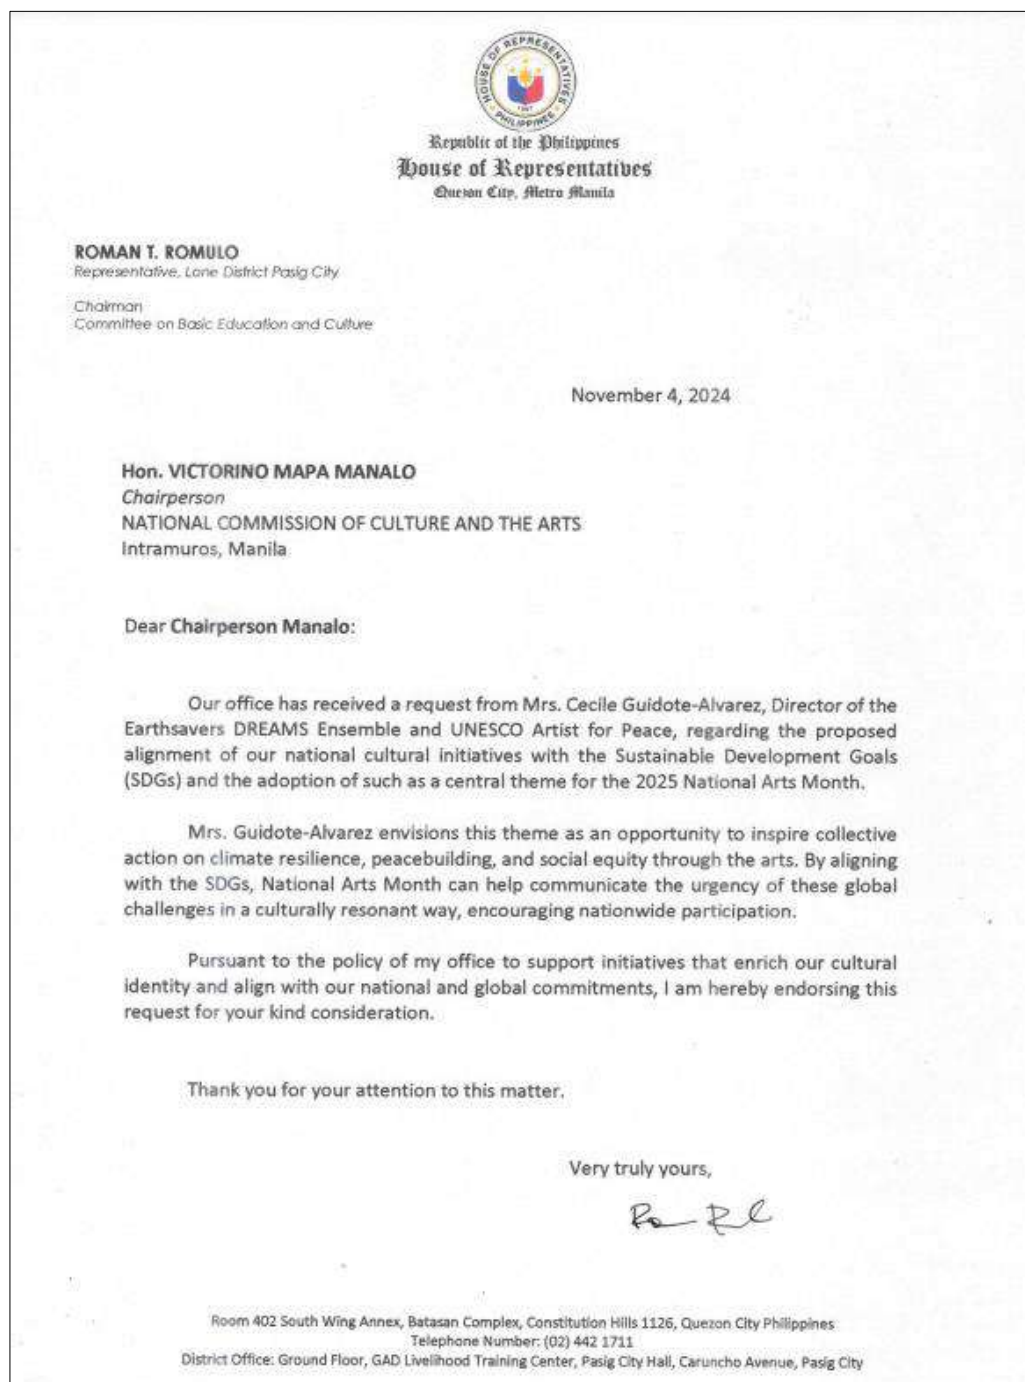 HOUSE OF REPRESENTATIVES
PHILIPPINES
Republic of the Philippines
House of Representatives
Quezon City, Metro Manila
ROMAN T. ROMULO
Representative, Lone District Pasig City
Chairman
Committee on Basic Education and Culture
November 4, 2024
Hon. VICTORINO MAPA MANALO
Chairperson
NATIONAL COMMISSION OF CULTURE AND THE ARTS
Intramuros, Manila
Dear Chairperson Manalo:
Our office has received a request from Mrs. Cecile Guidote-Alvarez, Director of the
Earthsavers DREAMS Ensemble and UNESCO Artist for Peace, regarding the proposed
alignment of our national cultural initiatives with the Sustainable Development Goals
(SDGs) and the adoption of such as a central theme for the 2025 National Arts Month.
Mrs. Guidote-Alvarez envisions this theme as an opportunity to inspire collective
action on climate resilience, peacebuilding, and social equity through the arts. By aligning
with the SDGs, National Arts Month can help communicate the urgency of these global
challenges in a culturally resonant way, encouraging nationwide participation.
Pursuant to the policy of my office to support initiatives that enrich our cultural
identity and align with our national and global commitments, I am hereby endorsing this
request for your kind consideration.
Thank you for your attention to this matter.
Very truly yours,
Room 402 South Wing Annex, Batasan Complex, Constitution Hills 1126, Quezon City Philippines
Telephone Number: (02) 442 1711
District Office: Ground Floor, GAD Livelihood Training Center, Pasig City Hall, Caruncho Avenue, Pasig City